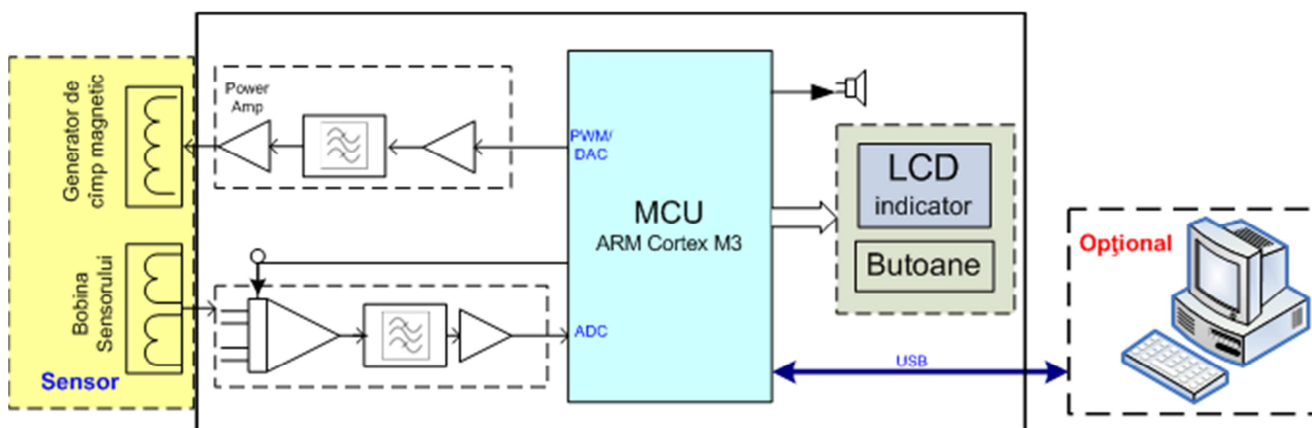 Generator de
cimp magnetic
Bobina
Sensorului
Sensor
Power
Amp
PWM/
DAC
ADC
MCU
ARM Cortex M3
LCD
indicator
Butoane
USB
Opţional